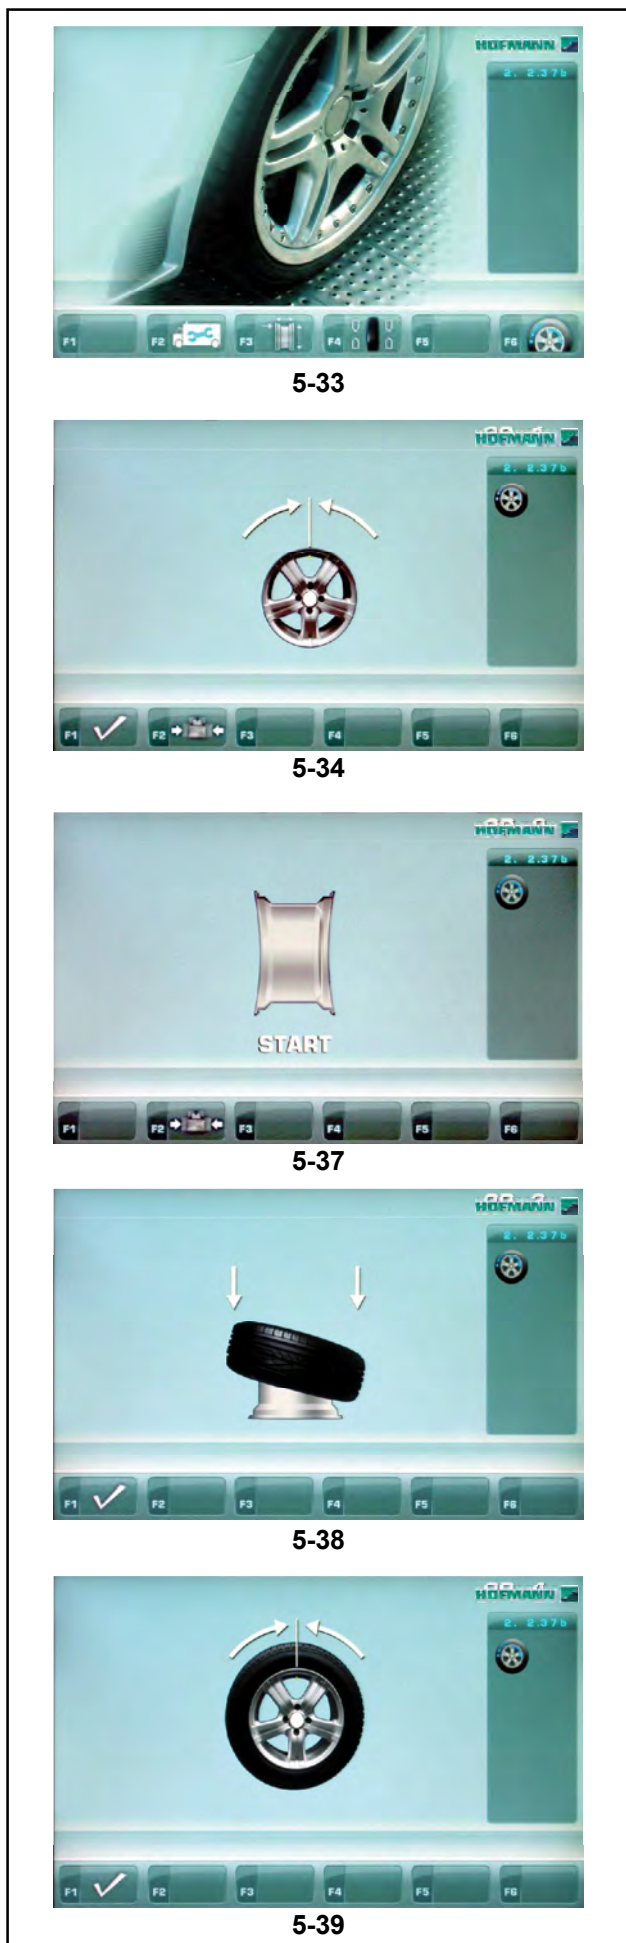 HOFMANN
2. 2.37b
F1 F2 F3 F4 F5 F6
5-33
HOFMANN
2. 2.37b
F1 F2 F3 F4 F5 F6
5-34
HOFMANN
2. 2.37b
START
F1 F2 F3 F4 F5 F6
5-37
HOFMANN
2. 2.37b
F1 F2 F3 F4 F5 F6
5-38
HOFMANN
2. 2.37b
F1 F2 F3 F4 F5 F6
5-39